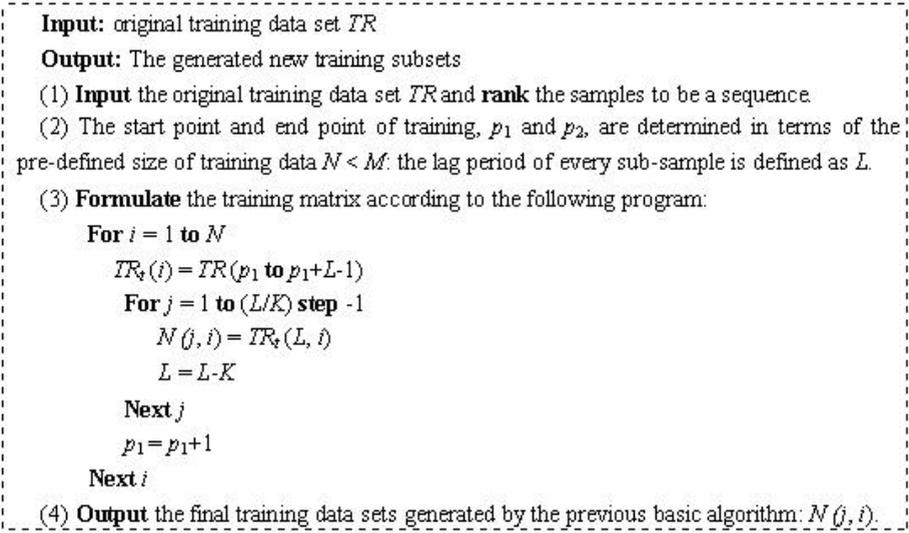 Input: original training data set TR
Output: The generated new training subsets
(1) Input the original training data set TR and rank the samples to be a sequence.
(2) The start point and end point of training, p1 and p2, are determined in terms of the
pre-defined size of training data N < M: the lag period of every sub-sample is defined as L.
(3) Formulate the training matrix according to the following program:
For i = 1 to N
TRt (i) = TR (p1 to p1+L-1)
For j = 1 to (L/K) step -1
N (j, i) = TRt (L, i)
L = L-K
Next j
p1 = p1+1
Next i
(4) Output the final training data sets generated by the previous basic algorithm: N (j, i).